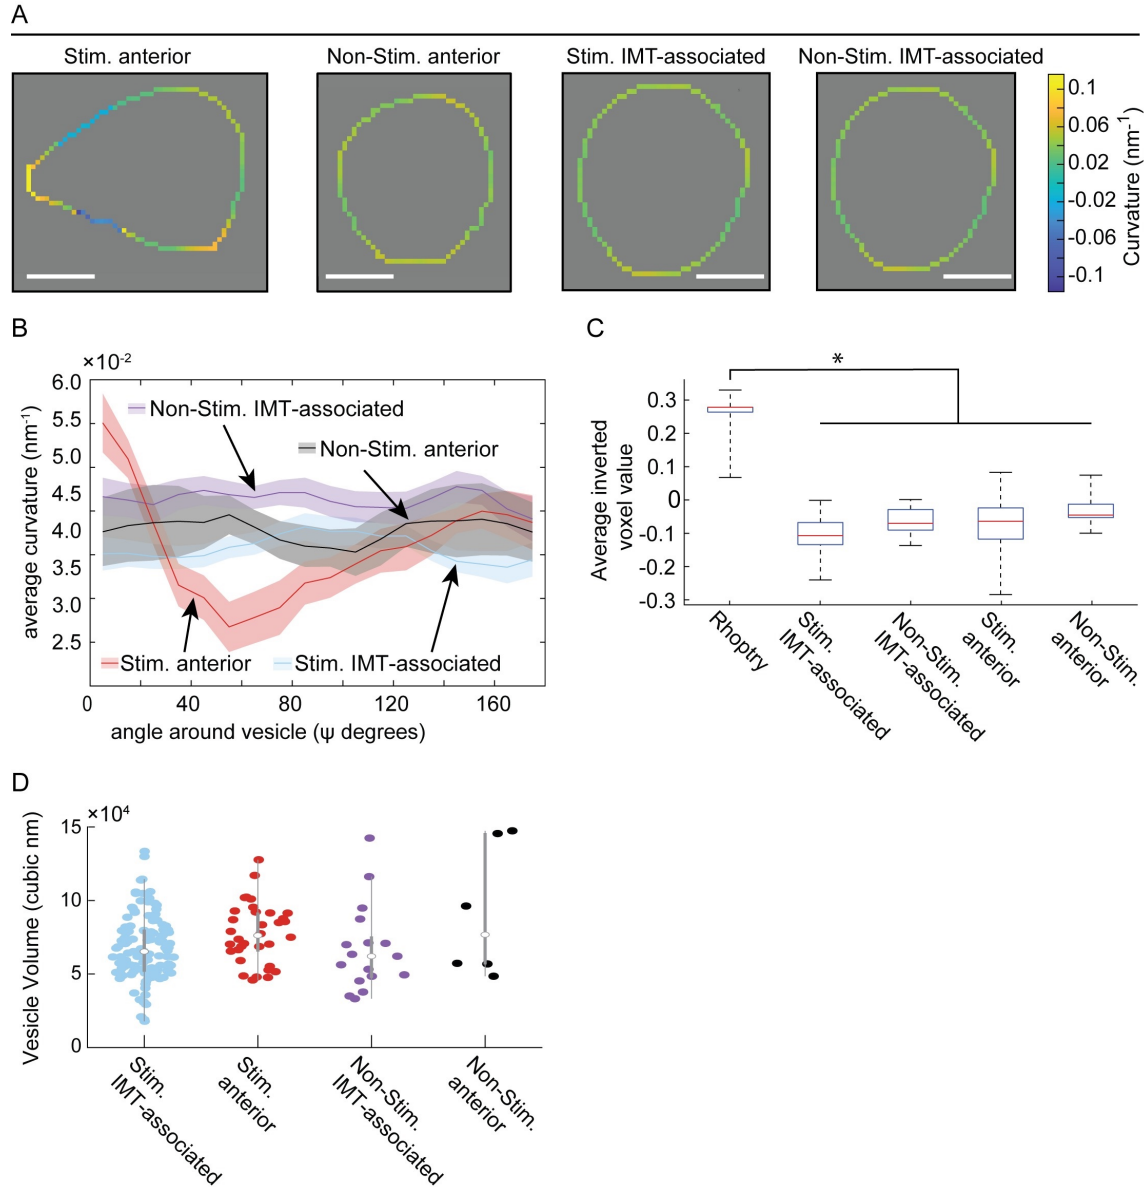 A
Stim. anterior
Non-Stim. anterior
Stim. IMT-associated
Non-Stim. IMT-associated
0.1
0.06
0.02
-0.02
-0.06
-0.1
Curvature (nm-1)
B
×10-2
6.0
5.5
5.0
4.5
4.0
3.5
3.0
2.5
average curvature (nm-1)
Non-Stim. IMT-associated
Non-Stim. anterior
Stim. anterior
Stim. IMT-associated
0
40
80
120
160
angle around vesicle (ψ degrees)
C
*
0.3
0.2
0.1
0
-0.1
-0.2
-0.3
Average inverted
voxel value
Rhoptry
Stim.
IMT-associated
Non-Stim.
IMT-associated
Stim.
anterior
Non-Stim.
anterior
D
×104
15
10
5
0
Vesicle Volume (cubic nm)
Stim.
IMT-associated
Stim.
anterior
Non-Stim.
IMT-associated
Non-Stim.
anterior